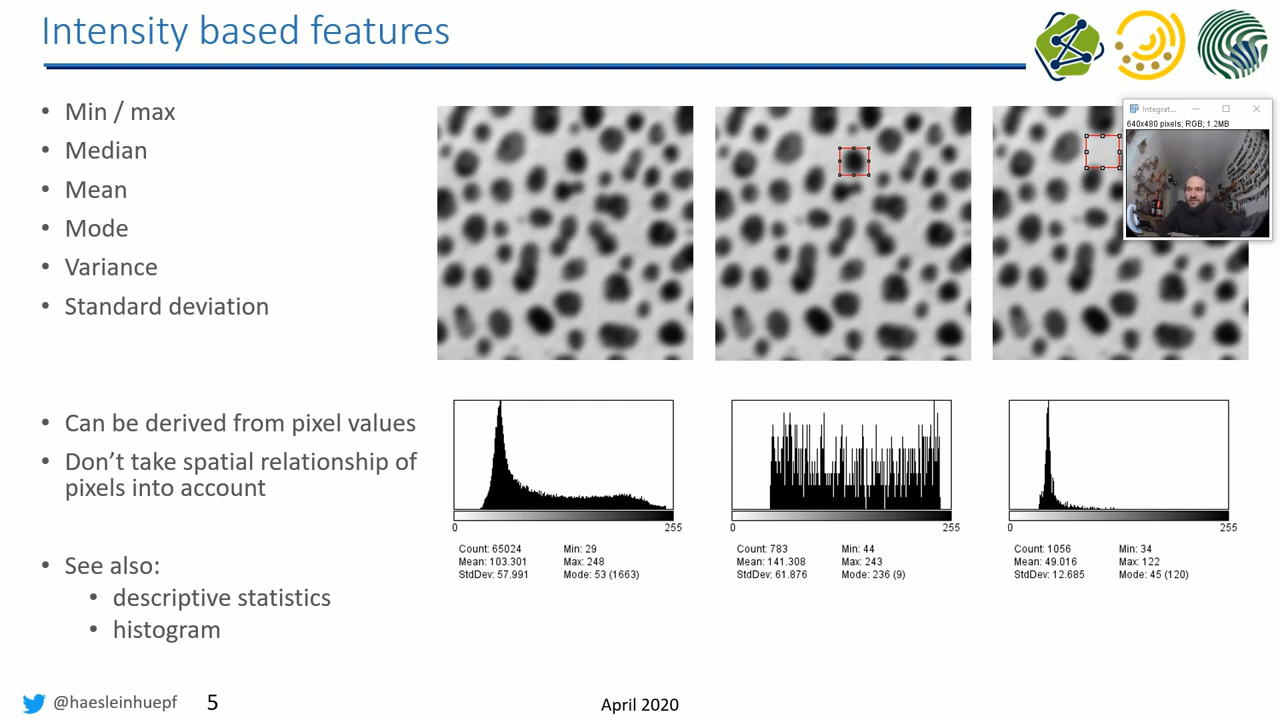 Intensity based features
• Min / max
• Median
• Mean
• Mode
• Variance
• Standard deviation
• Can be derived from pixel values
• Don’t take spatial relationship of
pixels into account
• See also:
• descriptive statistics
• histogram
Integrat...
640x480 pixels; RGB; 1.2MB
0 255
Count: 65024 Min: 29
Mean: 103.301 Max: 248
StdDev: 57.991 Mode: 53 (1663)
0 255
Count: 783 Min: 44
Mean: 141.308 Max: 243
StdDev: 61.876 Mode: 236 (9)
0 255
Count: 1056 Min: 34
Mean: 49.016 Max: 122
StdDev: 12.685 Mode: 45 (120)
@haesleinhuepf 5
April 2020